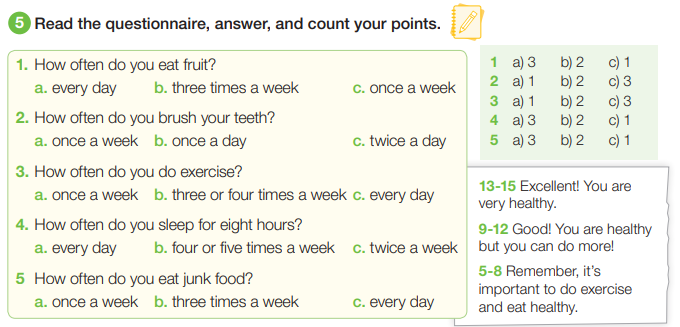 5 Read the questionnaire, answer, and count your points.
1. How often do you eat fruit?
a. every day b. three times a week c. once a week
2. How often do you brush your teeth?
a. once a week b. once a day c. twice a day
3. How often do you do exercise?
a. once a week b. three or four times a week c. every day
4. How often do you sleep for eight hours?
a. every day b. four or five times a week c. twice a week
5 How often do you eat junk food?
a. once a week b. three times a week c. every day
1 a) 3 b) 2 c) 1
2 a) 1 b) 2 c) 3
3 a) 1 b) 2 c) 3
4 a) 3 b) 2 c) 1
5 a) 3 b) 2 c) 1
13-15 Excellent! You are
very healthy.
9-12 Good! You are healthy
but you can do more!
5-8 Remember, it's
important to do exercise
and eat healthy.